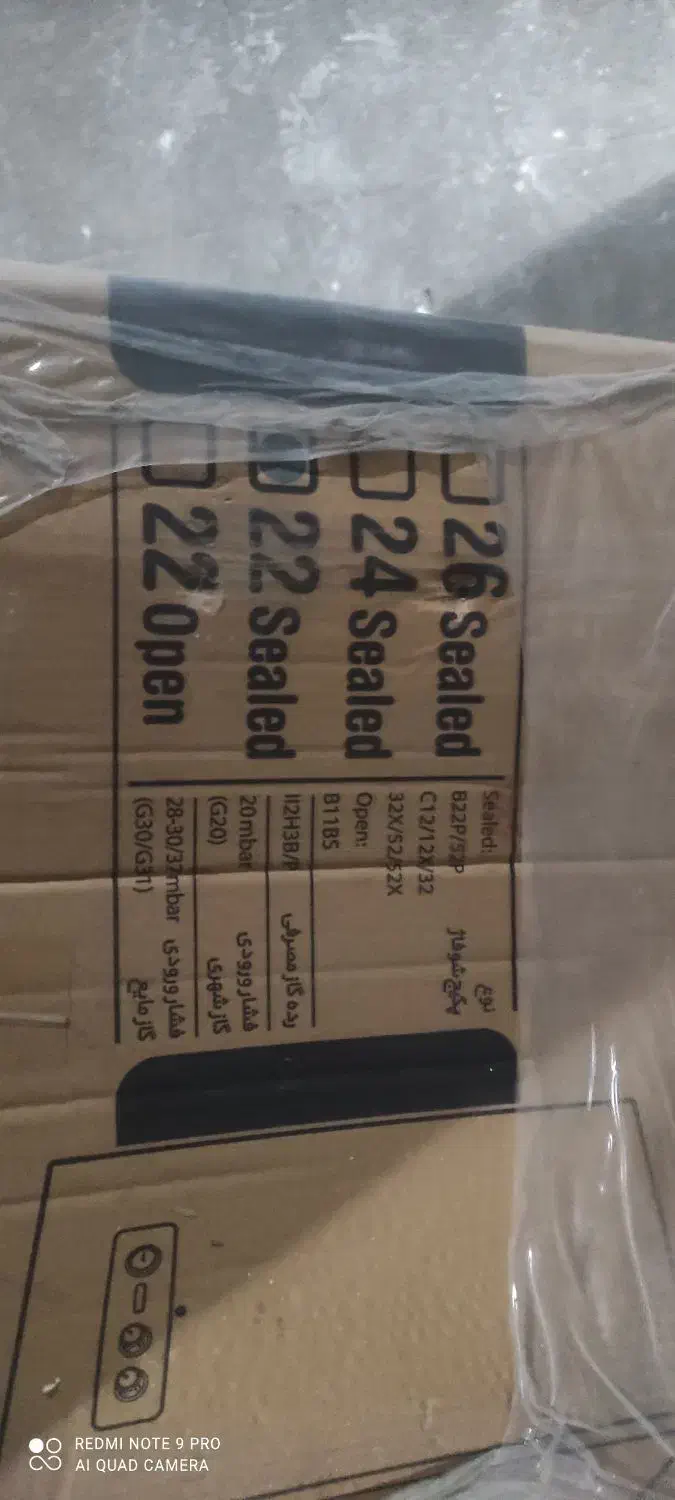 26 Sealed
24 Sealed
22 Sealed
22 Open
Sealed:
B22P/52P
C12/12X/32
32X/52/52X
Open:
B11BS
نوع
پکیج شوفاژ
II2H3B/P
رده گاز مصرفی
20mbar
(G20)
فشار ورودی
گاز شهری
28-30/37mbar
(G30/G31)
فشار ورودی
گاز مایع
REDMI NOTE 9 PRO
AI QUAD CAMERA